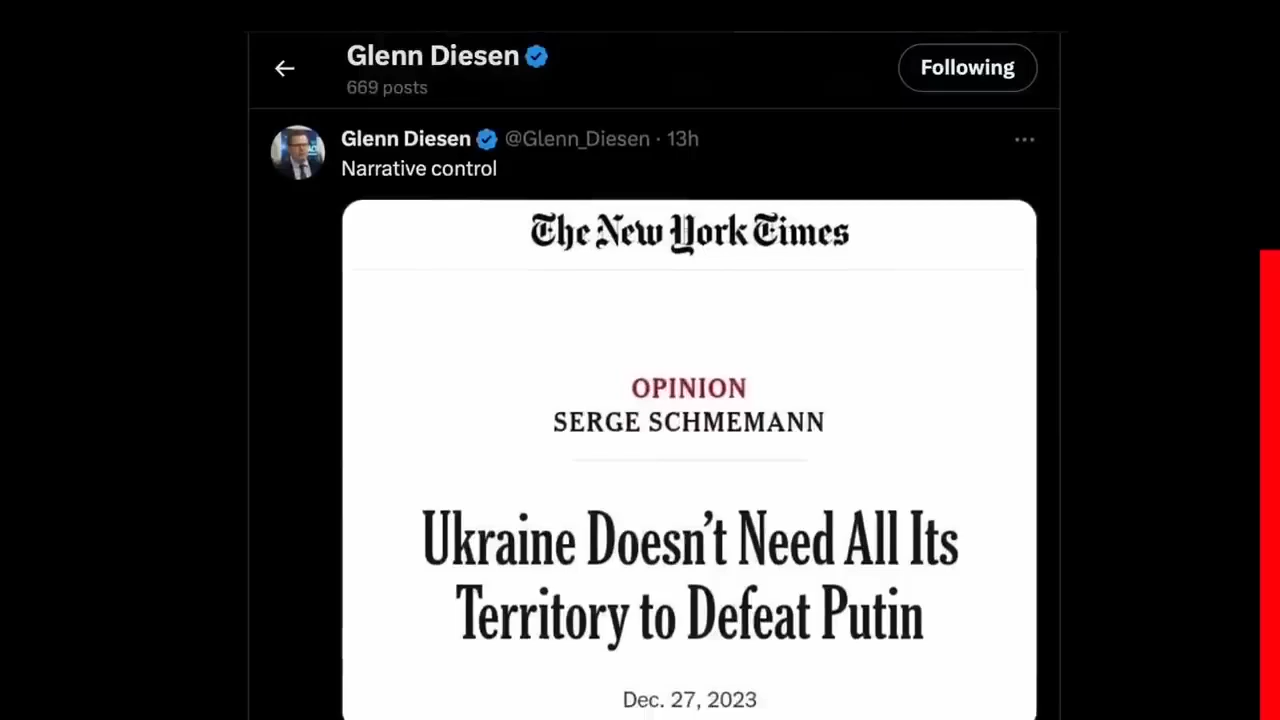 Glenn Diesen
669 posts
Following
Glenn Diesen @Glenn_Diesen · 13h
Narrative control
The New York Times
OPINION
SERGE SCHMEMANN
Ukraine Doesn't Need All Its
Territory to Defeat Putin
Dec. 27, 2023